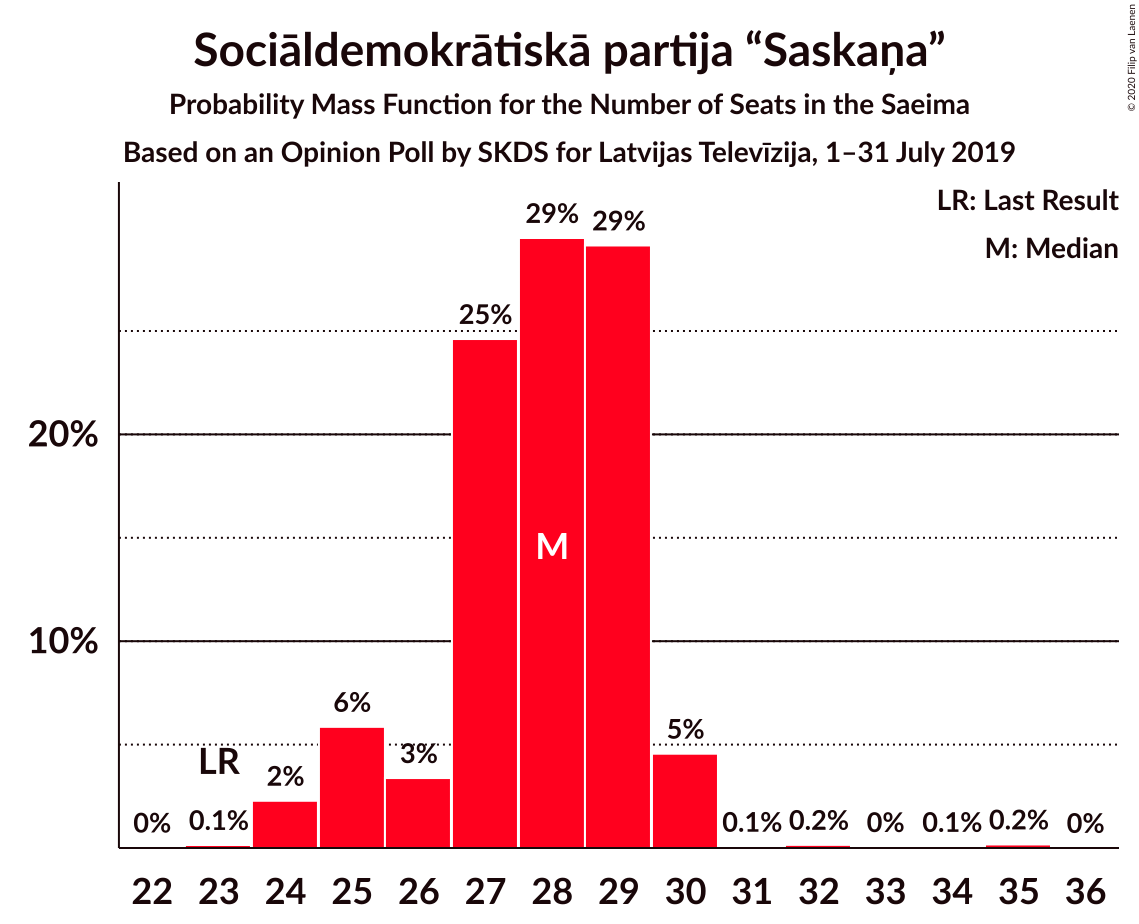 Sociāldemokrātiskā partija “Saskaņa”
Probability Mass Function for the Number of Seats in the Saeima
Based on an Opinion Poll by SKDS for Latvijas Televīzija, 1–31 July 2019
© 2020 Filip van Laenen
LR: Last Result
M: Median
29%
29%
25%
20%
M
10%
6%
5%
3%
LR
2%
0%
0.1%
0.1%
0.2%
0%
0.1%
0.2%
0%
22 23 24 25 26 27 28 29 30 31 32 33 34 35 36